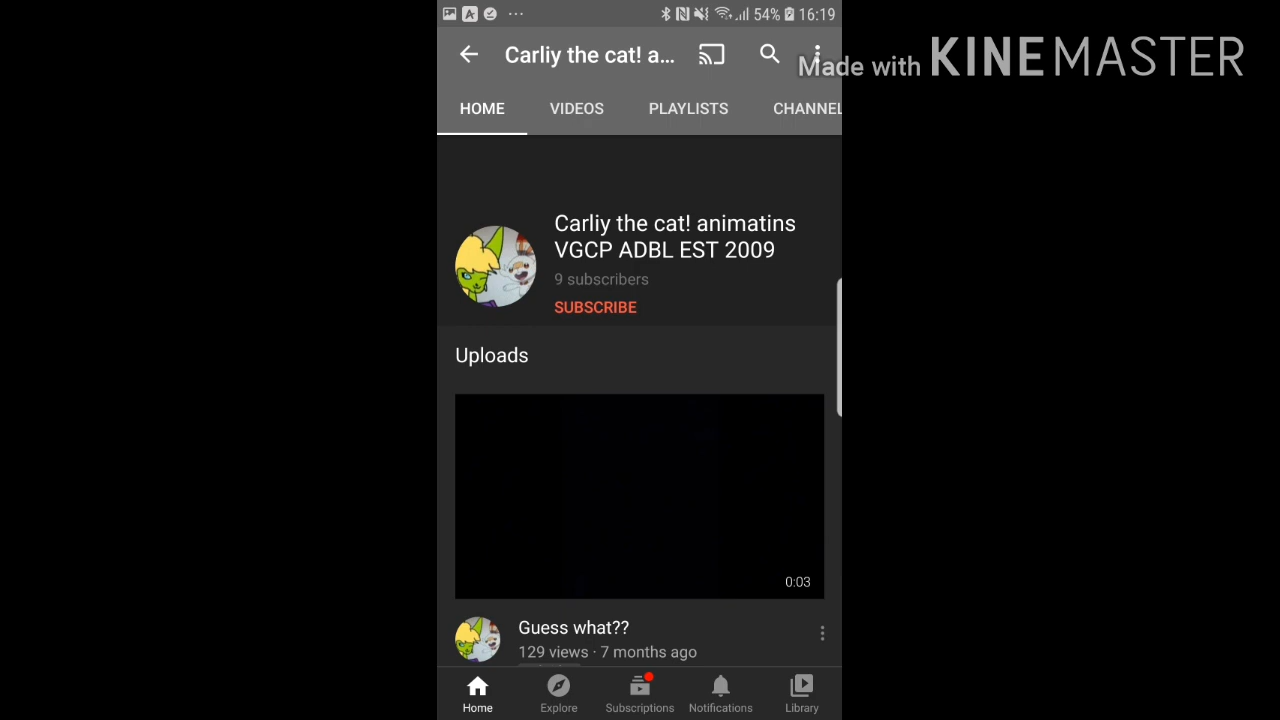 54% 16:19
Carliy the cat! a...
Made with KINEMASTER
HOME VIDEOS PLAYLISTS CHANNEL
Carliy the cat! animatins
VGCP ADBL EST 2009
9 subscribers
SUBSCRIBE
Uploads
0:03
Guess what??
129 views · 7 months ago
Home Explore Subscriptions Notifications Library